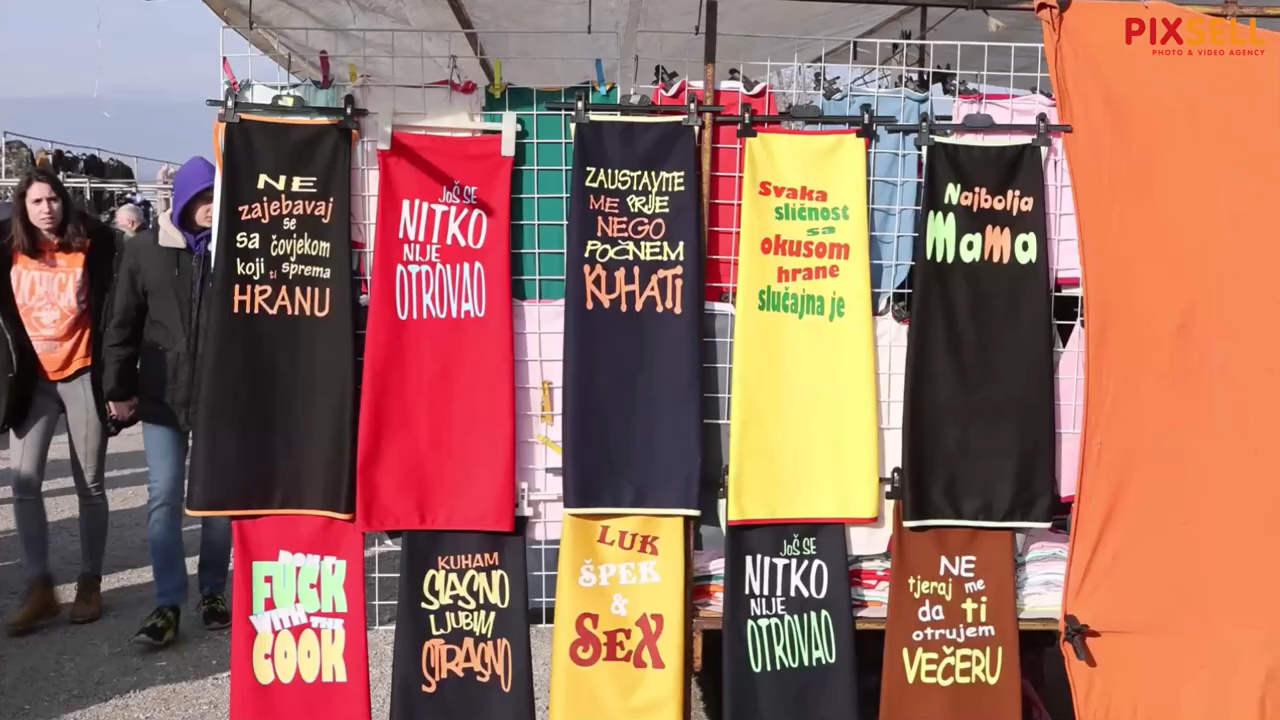 PIXSELL
PHOTO & VIDEO AGENCY
NE
zajebavaj
se
sa čovjekom
koji ti sprema
HRANU
JOŠ SE
NITKO
NIJE
OTROVAO
ZAUSTAVITE
ME PRIJE
NEGO
POČNEM
KUHATI
Svaka
sličnost
sa
okusom
hrane
slučajna je
Najbolja
Mama
DON'T
FUCK
WITH THE
COOK
KUHAM
SLASNO
LJUBIM
STRASNO
LUK
ŠPEK
&
SEX
JOŠ SE
NITKO
NIJE
OTROVAO
NE
tjeraj me
da ti
otrujem
VEČERU